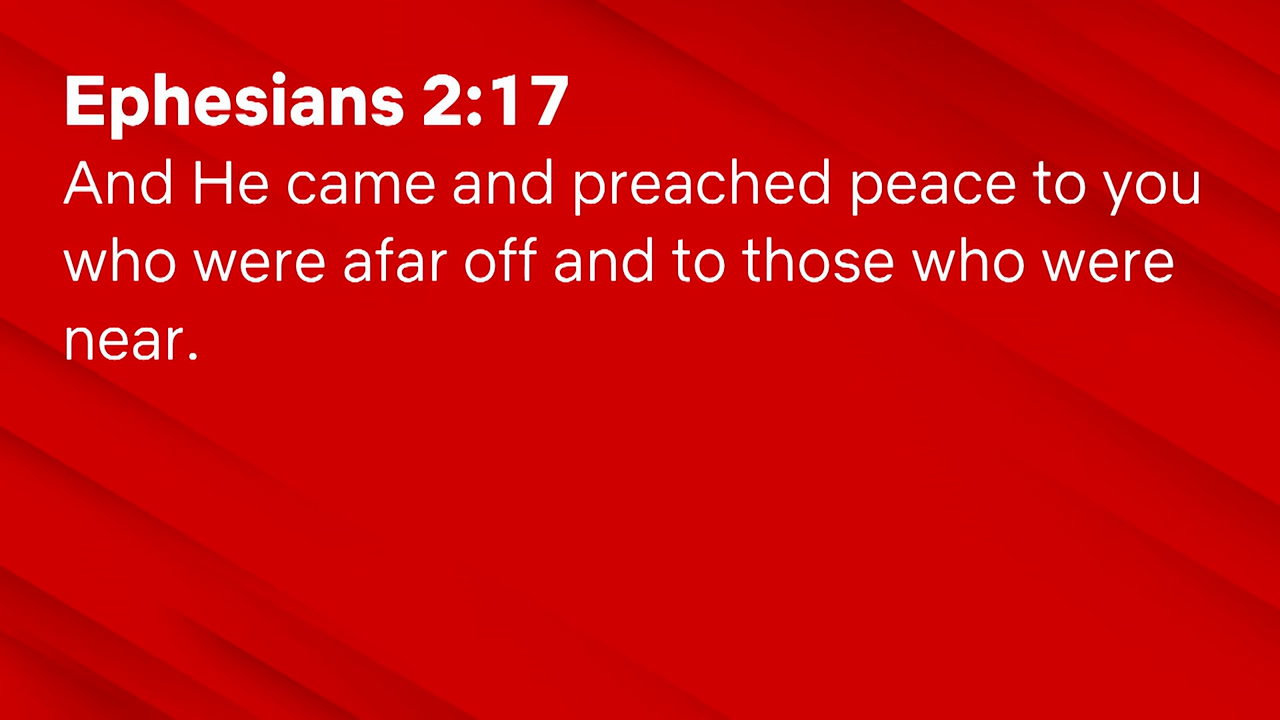 Ephesians 2:17
And He came and preached peace to you
who were afar off and to those who were
near.